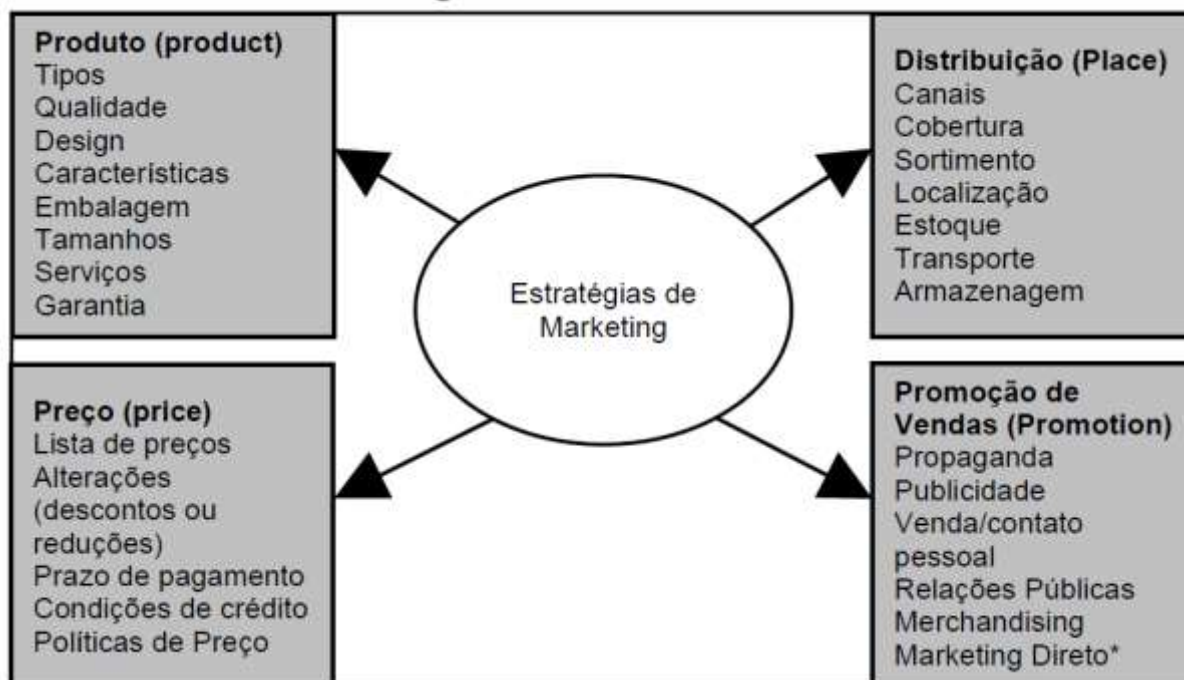 Produto (product)
Tipos
Qualidade
Design
Características
Embalagem
Tamanhos
Serviços
Garantia
Distribuição (Place)
Canais
Cobertura
Sortimento
Localização
Estoque
Transporte
Armazenagem
Estratégias de
Marketing
Preço (price)
Lista de preços
Alterações
(descontos ou
reduções)
Prazo de pagamento
Condições de crédito
Políticas de Preço
Promoção de
Vendas (Promotion)
Propaganda
Publicidade
Venda/contato
pessoal
Relações Públicas
Merchandising
Marketing Direto*